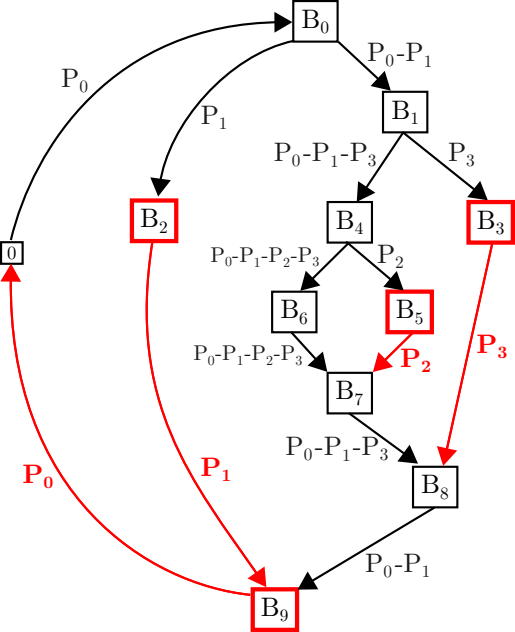 B₀
P₀
P₀-P₁
P₁
B₁
P₀-P₁-P₃
P₃
B₂
B₄
B₃
0
P₀-P₁-P₂-P₃
P₂
B₆
B₅
P₀-P₁-P₂-P₃
P₂
P₃
B₇
P₀-P₁-P₃
P₀
P₁
B₈
P₀-P₁
B₉